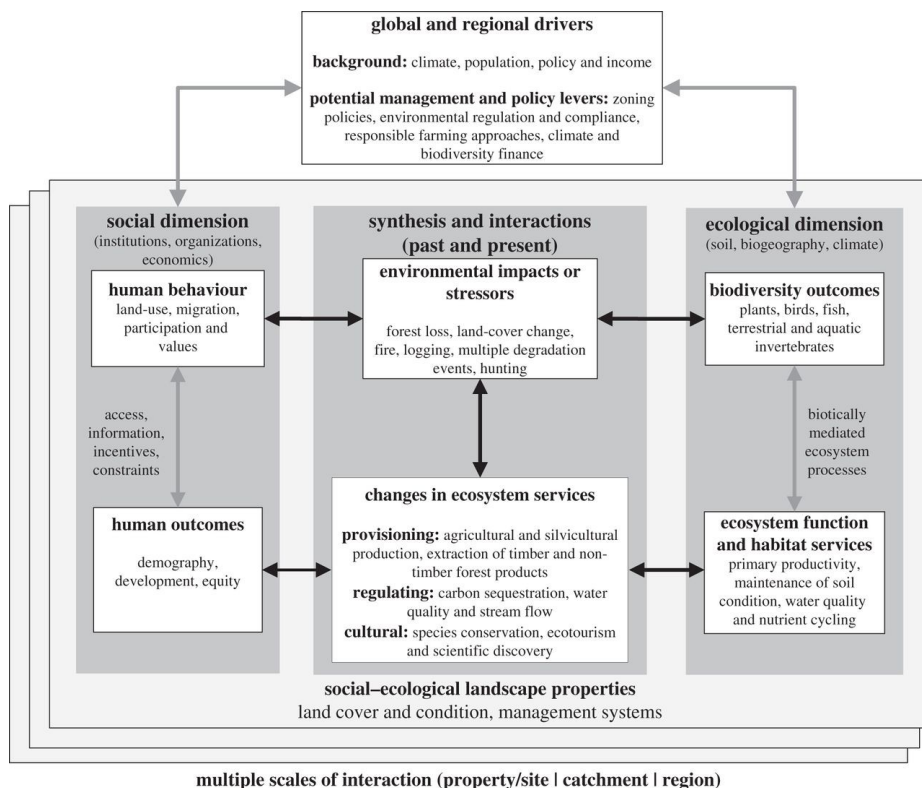 global and regional drivers
background: climate, population, policy and income
potential management and policy levers: zoning
policies, environmental regulation and compliance,
responsible farming approaches, climate and
biodiversity finance
social dimension
(institutions, organizations,
economics)
human behaviour
land-use, migration,
participation and
values
access,
information,
incentives,
constraints
human outcomes
demography,
development, equity
synthesis and interactions
(past and present)
environmental impacts or
stressors
forest loss, land-cover change,
fire, logging, multiple degradation
events, hunting
changes in ecosystem services
provisioning: agricultural and silvicultural
production, extraction of timber and non-
timber forest products
regulating: carbon sequestration, water
quality and stream flow
cultural: species conservation, ecotourism
and scientific discovery
ecological dimension
(soil, biogeography, climate)
biodiversity outcomes
plants, birds, fish,
terrestrial and aquatic
invertebrates
biotically
mediated
ecosystem
processes
ecosystem function
and habitat services
primary productivity,
maintenance of soil
condition, water quality
and nutrient cycling
social–ecological landscape properties
land cover and condition, management systems
multiple scales of interaction (property/site | catchment | region)